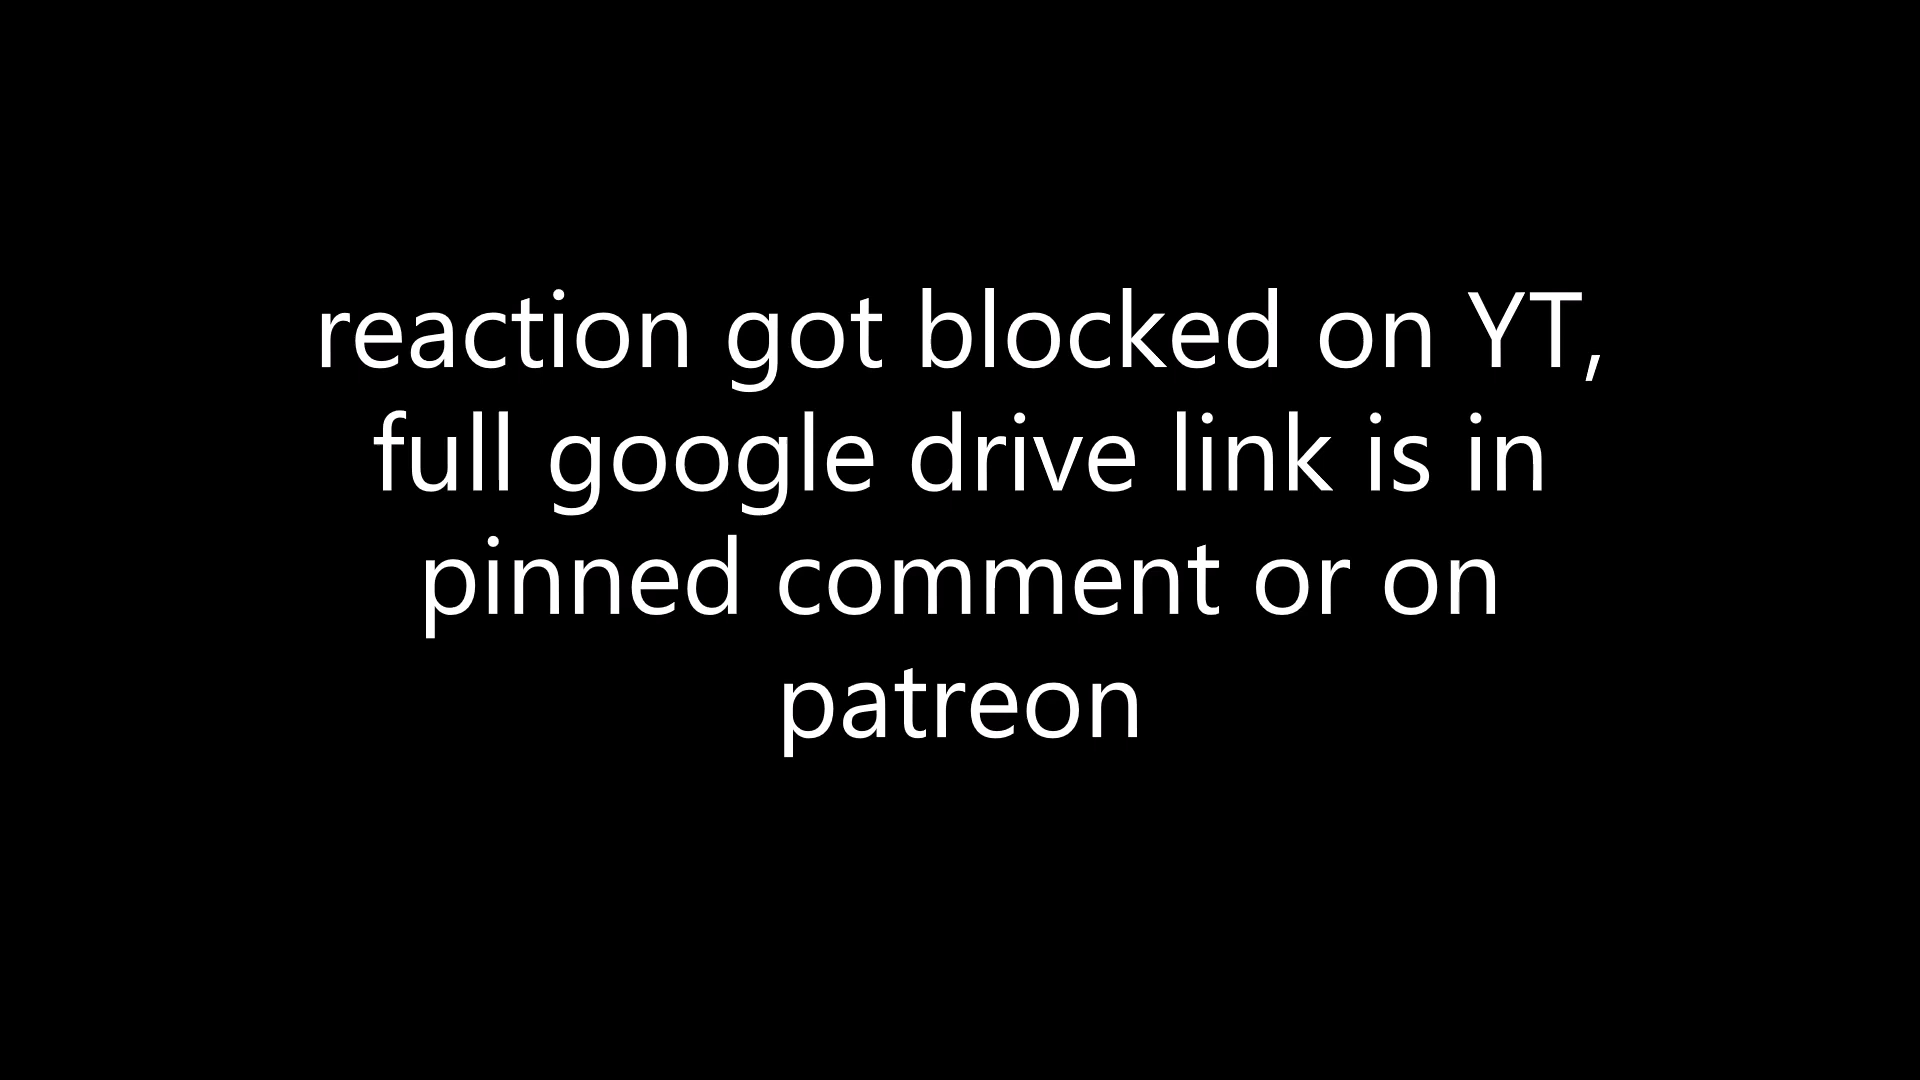 reaction got blocked on YT,
full google drive link is in
pinned comment or on
patreon